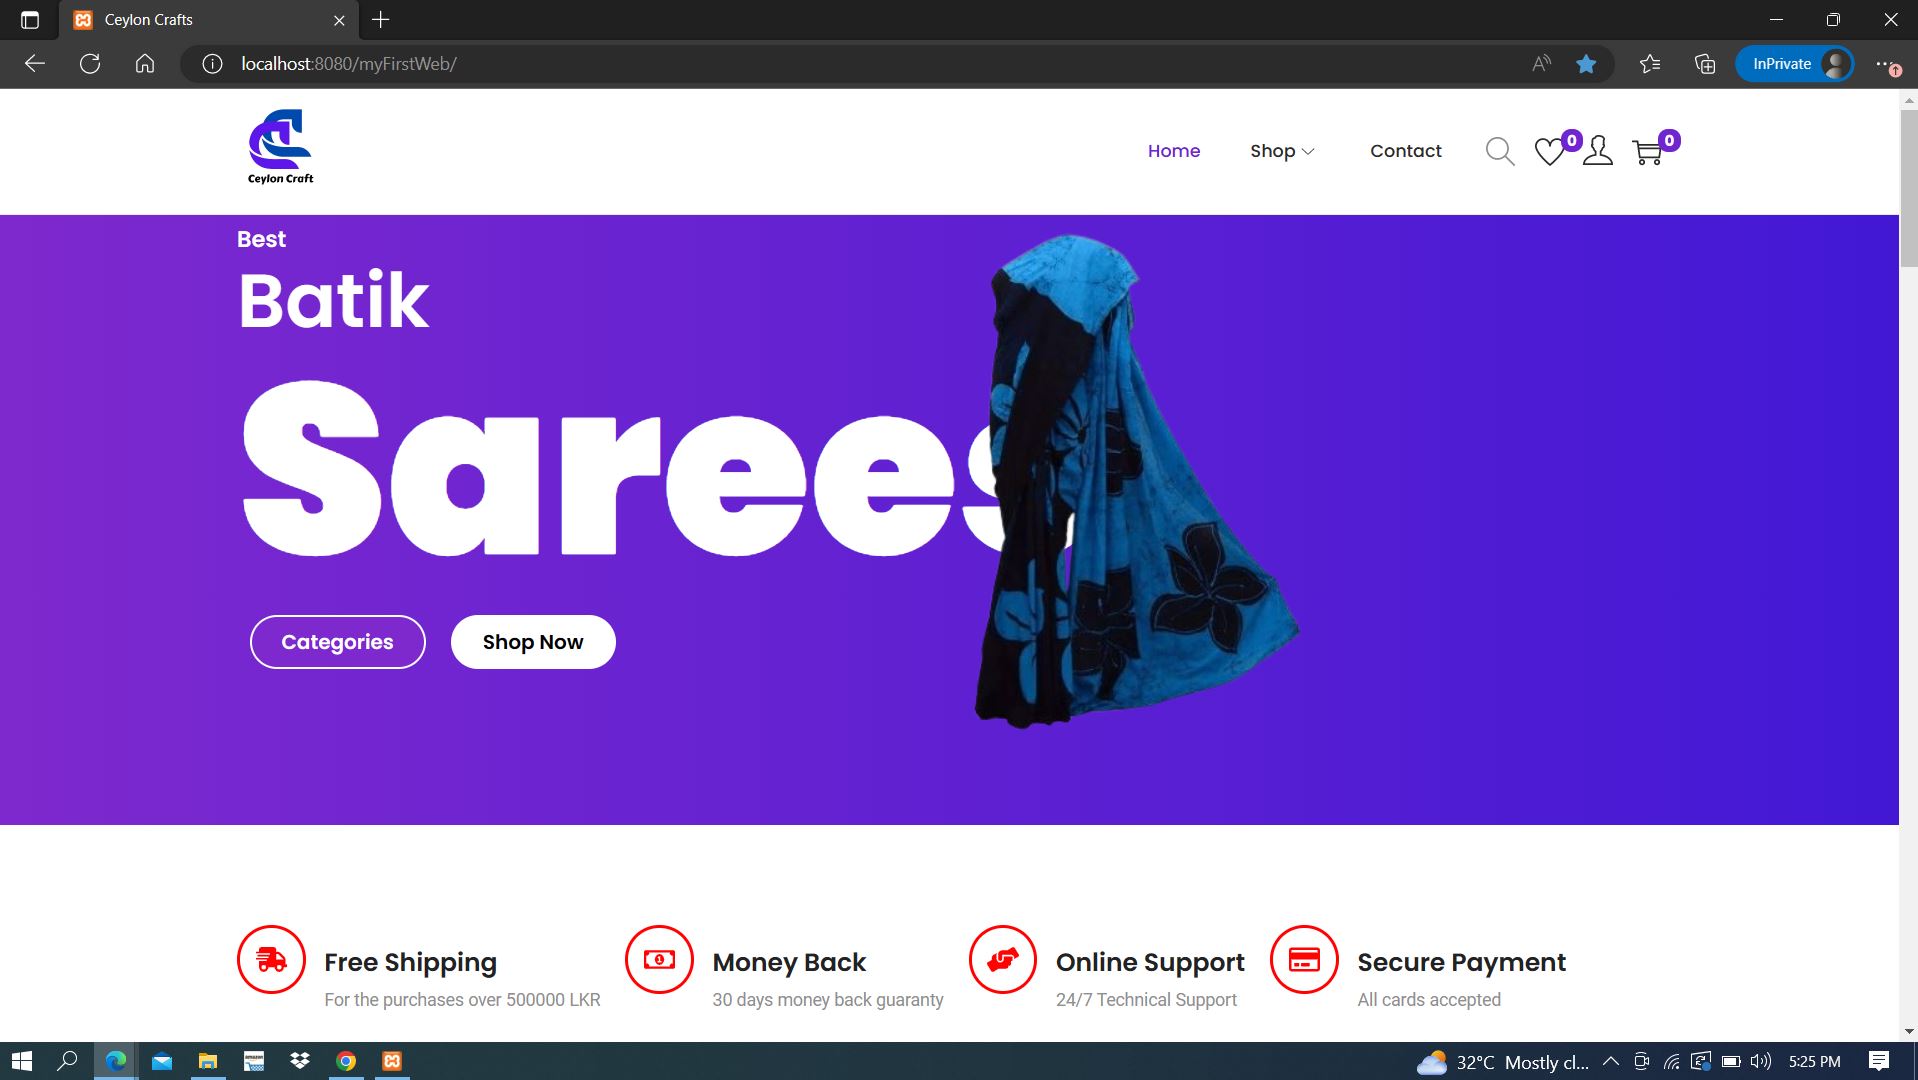 Ceylon Crafts
localhost:8080/myFirstWeb/
InPrivate
Ceylon Craft
Home
Shop
Contact
0
0
Best
Batik
Sarees
Categories
Shop Now
Free Shipping
For the purchases over 500000 LKR
Money Back
30 days money back guaranty
Online Support
24/7 Technical Support
Secure Payment
All cards accepted
amazon
32°C Mostly cl...
5:25 PM